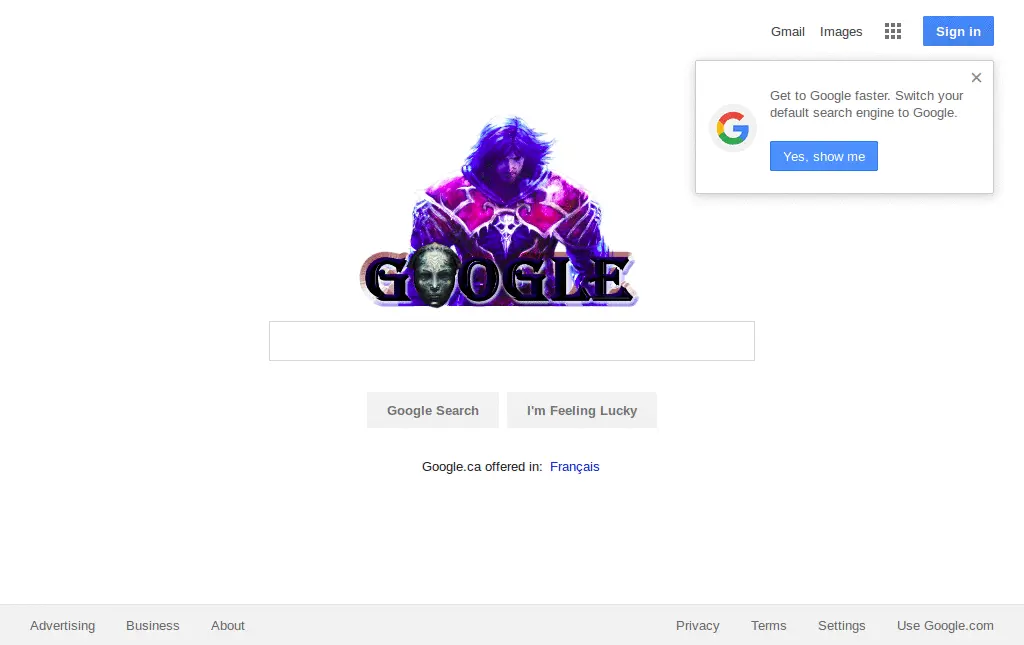 Gmail Images Sign in
Get to Google faster. Switch your
default search engine to Google.
Yes, show me
GOOGLE
Google Search I'm Feeling Lucky
Google.ca offered in: Français
Advertising Business About Privacy Terms Settings Use Google.com